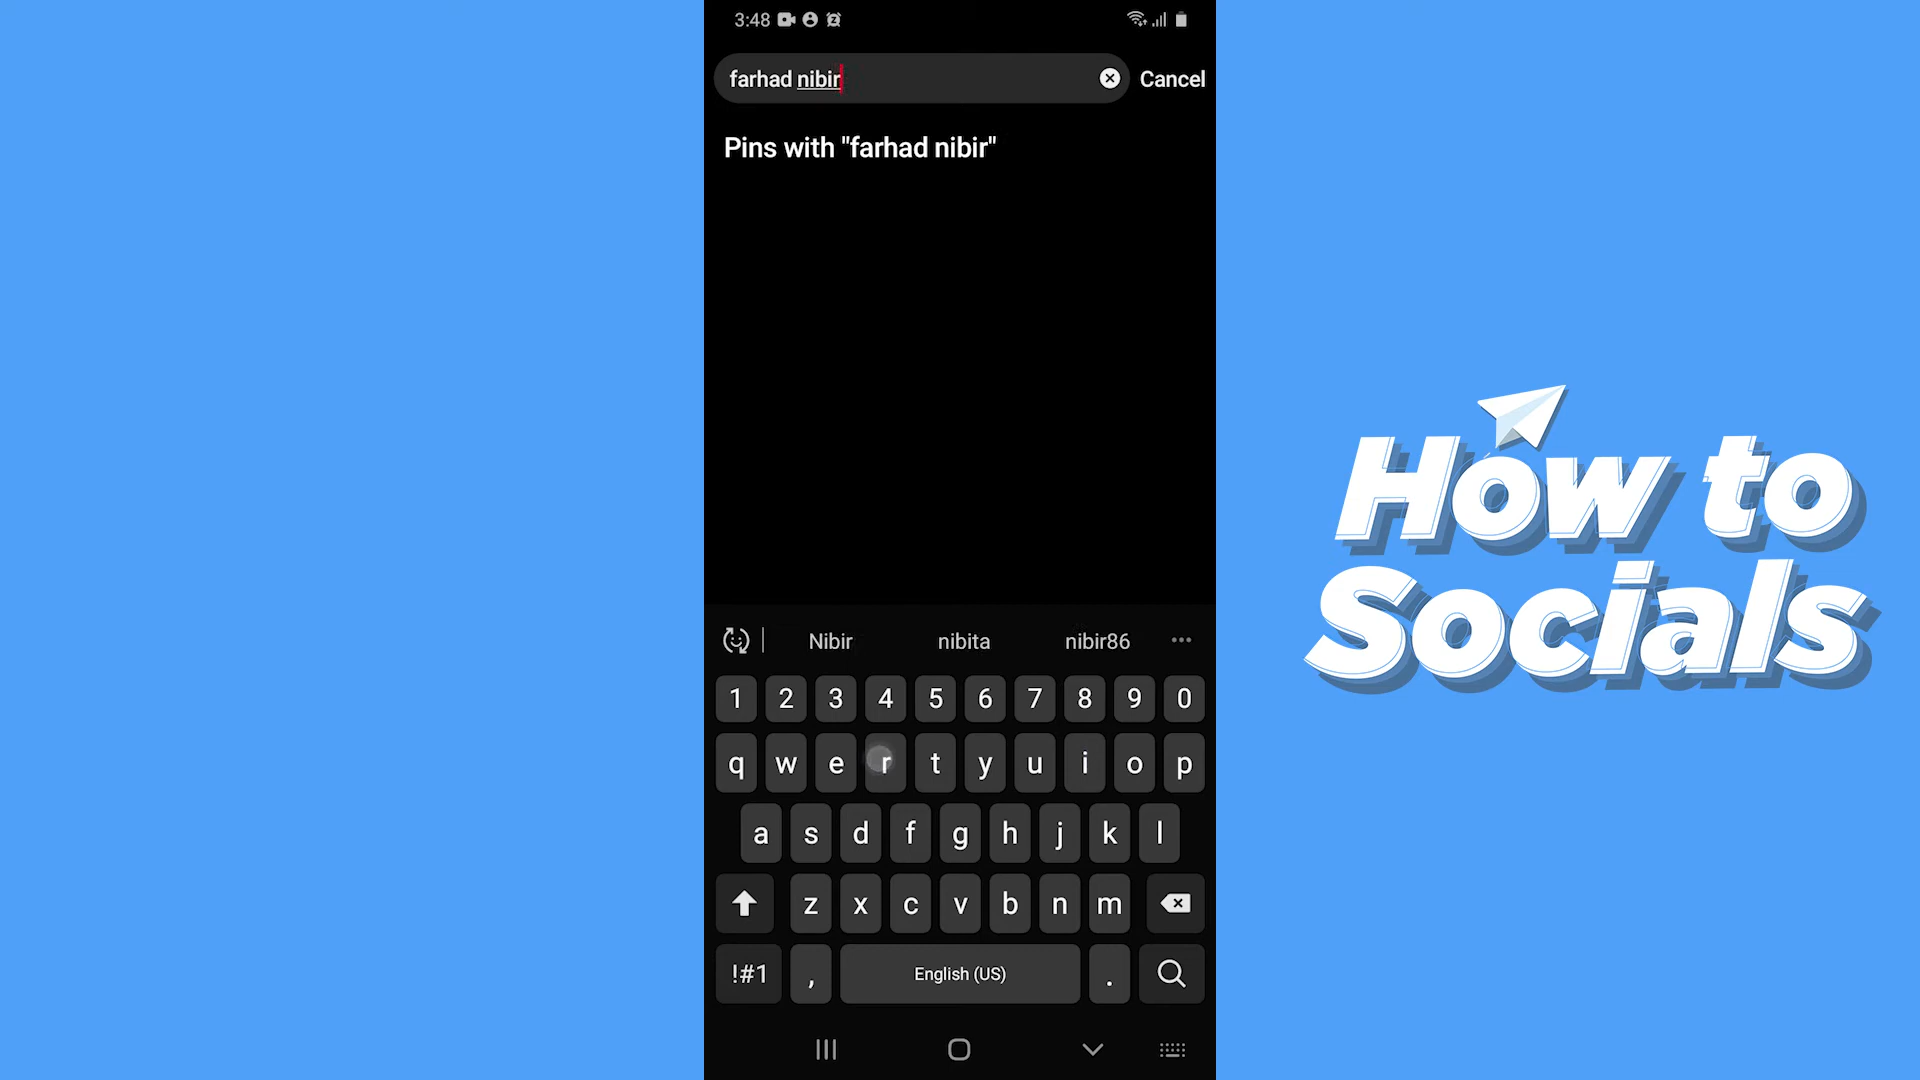 3:48
farhad nibir
Cancel
Pins with "farhad nibir"
Nibir nibita nibir86
1 2 3 4 5 6 7 8 9 0
q w e r t y u i o p
a s d f g h j k l
z x c v b n m
!#1 , English (US) .
How to
Socials